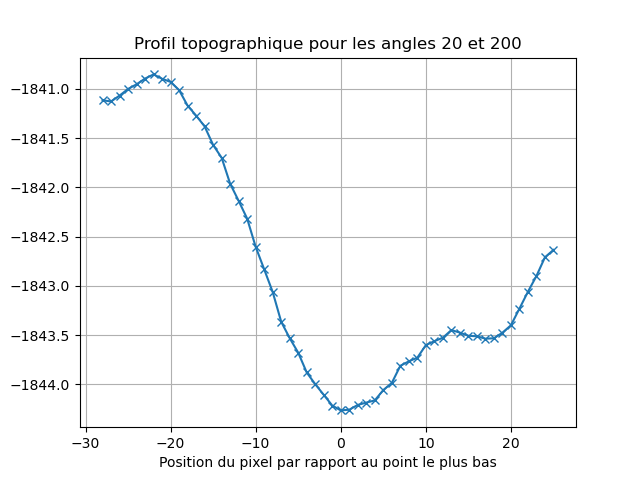 Profil topographique pour les angles 20 et 200
−1841.0
−1841.5
−1842.0
−1842.5
−1843.0
−1843.5
−1844.0
−30 −20 −10 0 10 20
Position du pixel par rapport au point le plus bas